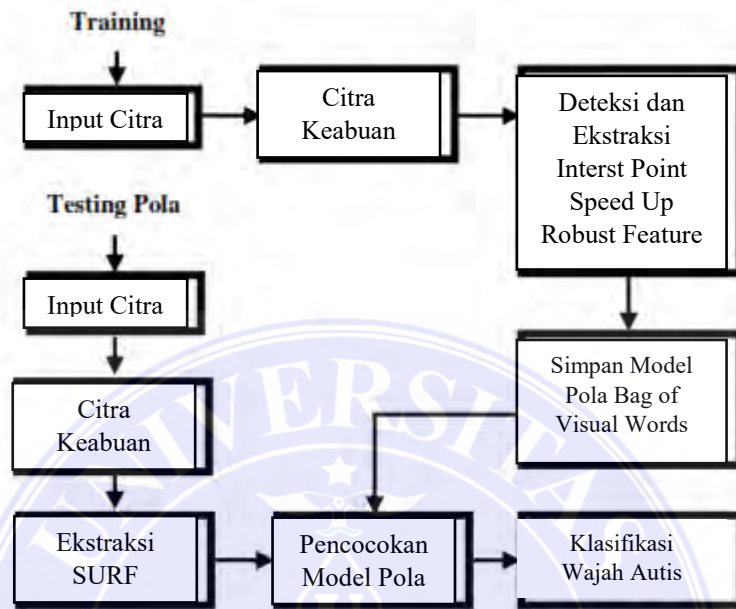 Training
Input Citra
Citra
Keabuan
Deteksi dan
Ekstraksi
Interst Point
Speed Up
Robust Feature
Testing Pola
Input Citra
Simpan Model
Pola Bag of
Visual Words
Citra
Keabuan
Ekstraksi
SURF
Pencocokan
Model Pola
Klasifikasi
Wajah Autis
UNIVERSITAS